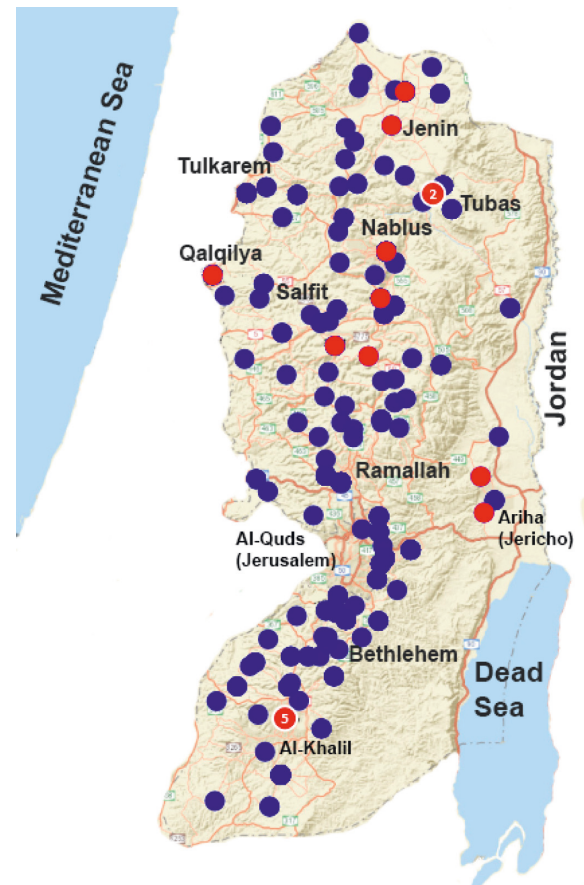 Mediterranean Sea
Jenin
Tulkarem
2
Tubas
Nablus
Qalqilya
Salfit
Jordan
Ramallah
Ariha
(Jericho)
Al-Quds
(Jerusalem)
Bethlehem
Dead
Sea
5
Al-Khalil